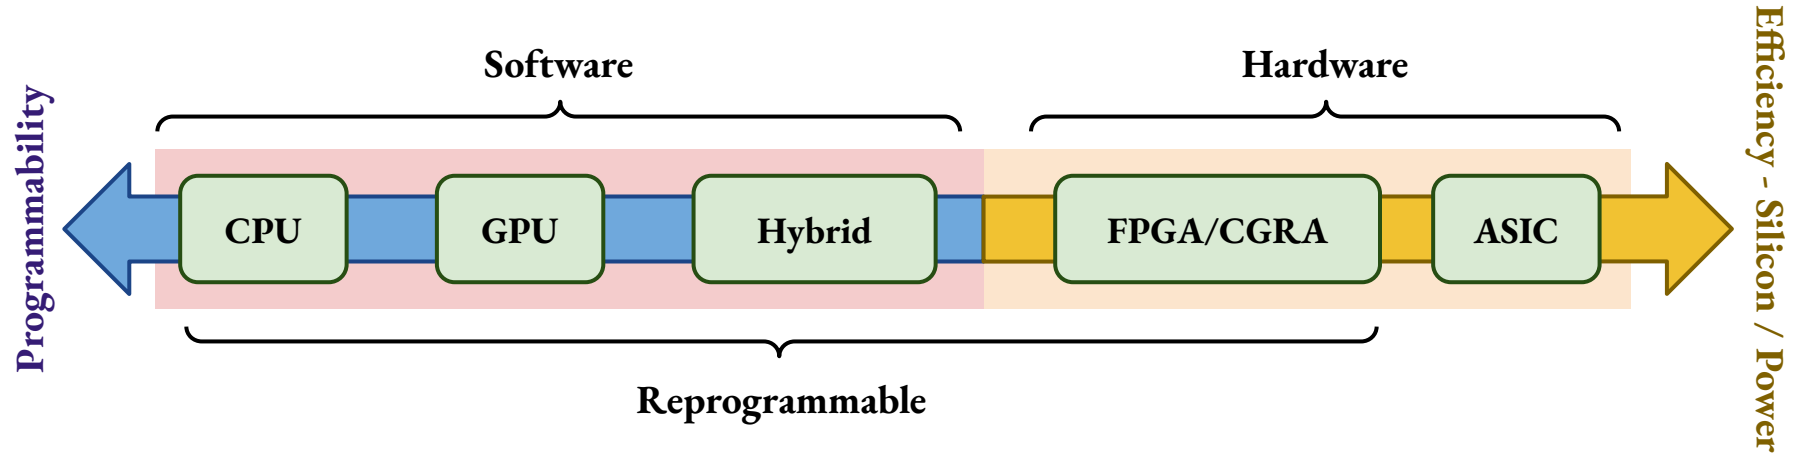 Software
Hardware
Programmability
CPU
GPU
Hybrid
FPGA/CGRA
ASIC
Efficiency - Silicon / Power
Reprogrammable